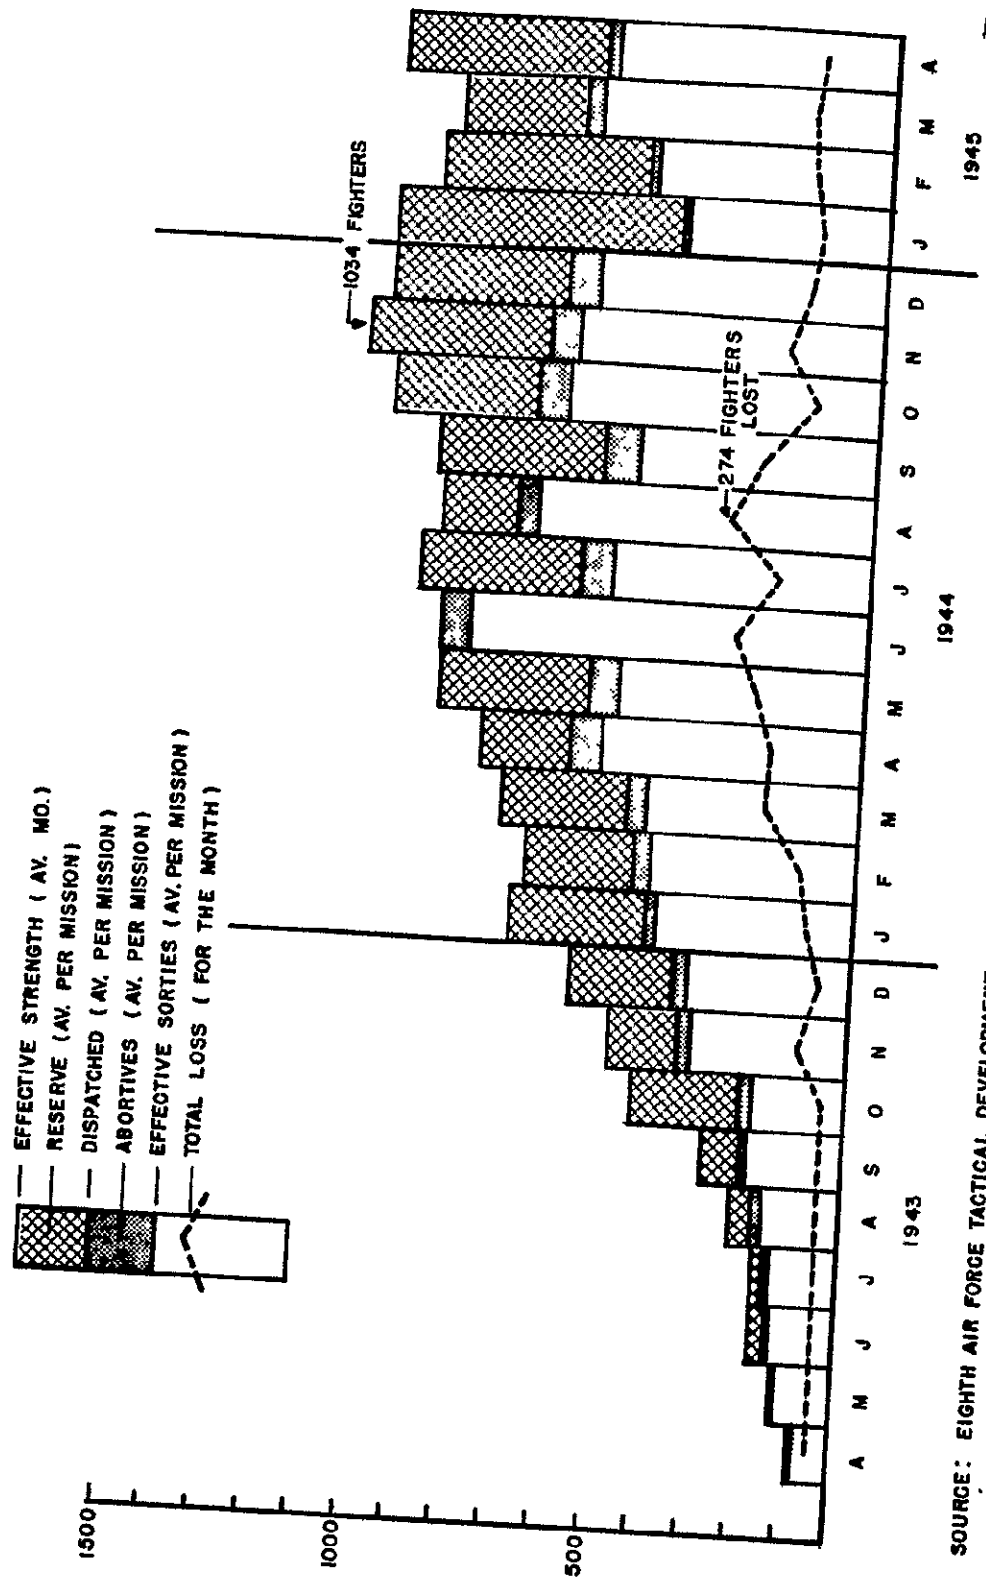 EFFECTIVE STRENGTH (AV. MO.)
RESERVE (AV. PER MISSION)
DISPATCHED (AV. PER MISSION)
ABORTIVES (AV. PER MISSION)
EFFECTIVE SORTIES (AV. PER MISSION)
TOTAL LOSS (FOR THE MONTH)
1500
1000
500
1034 FIGHTERS
274 FIGHTERS
LOST
A M J J A S O N D J F M A M J J A S O N D J F M A
1943 1944 1945
SOURCE: EIGHTH AIR FORCE TACTICAL DEVELOPMENT